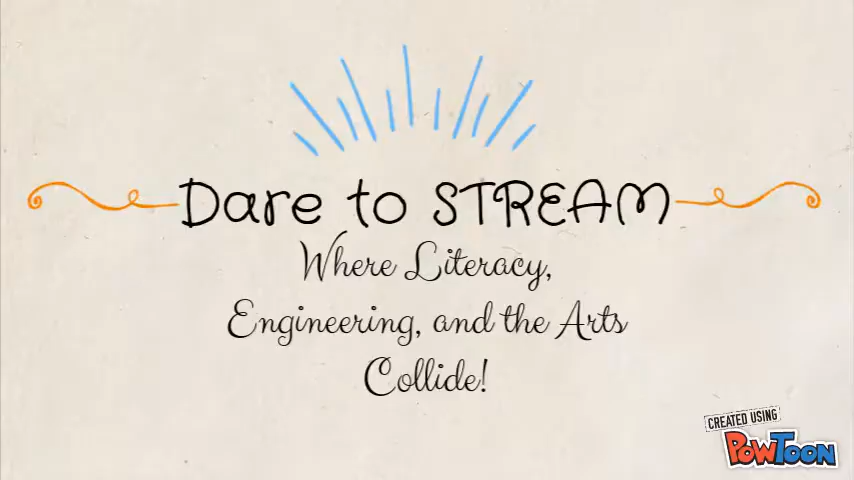 Dare to STREAM
Where Literacy,
Engineering, and the Arts
Collide!
CREATED USING
POWTOON